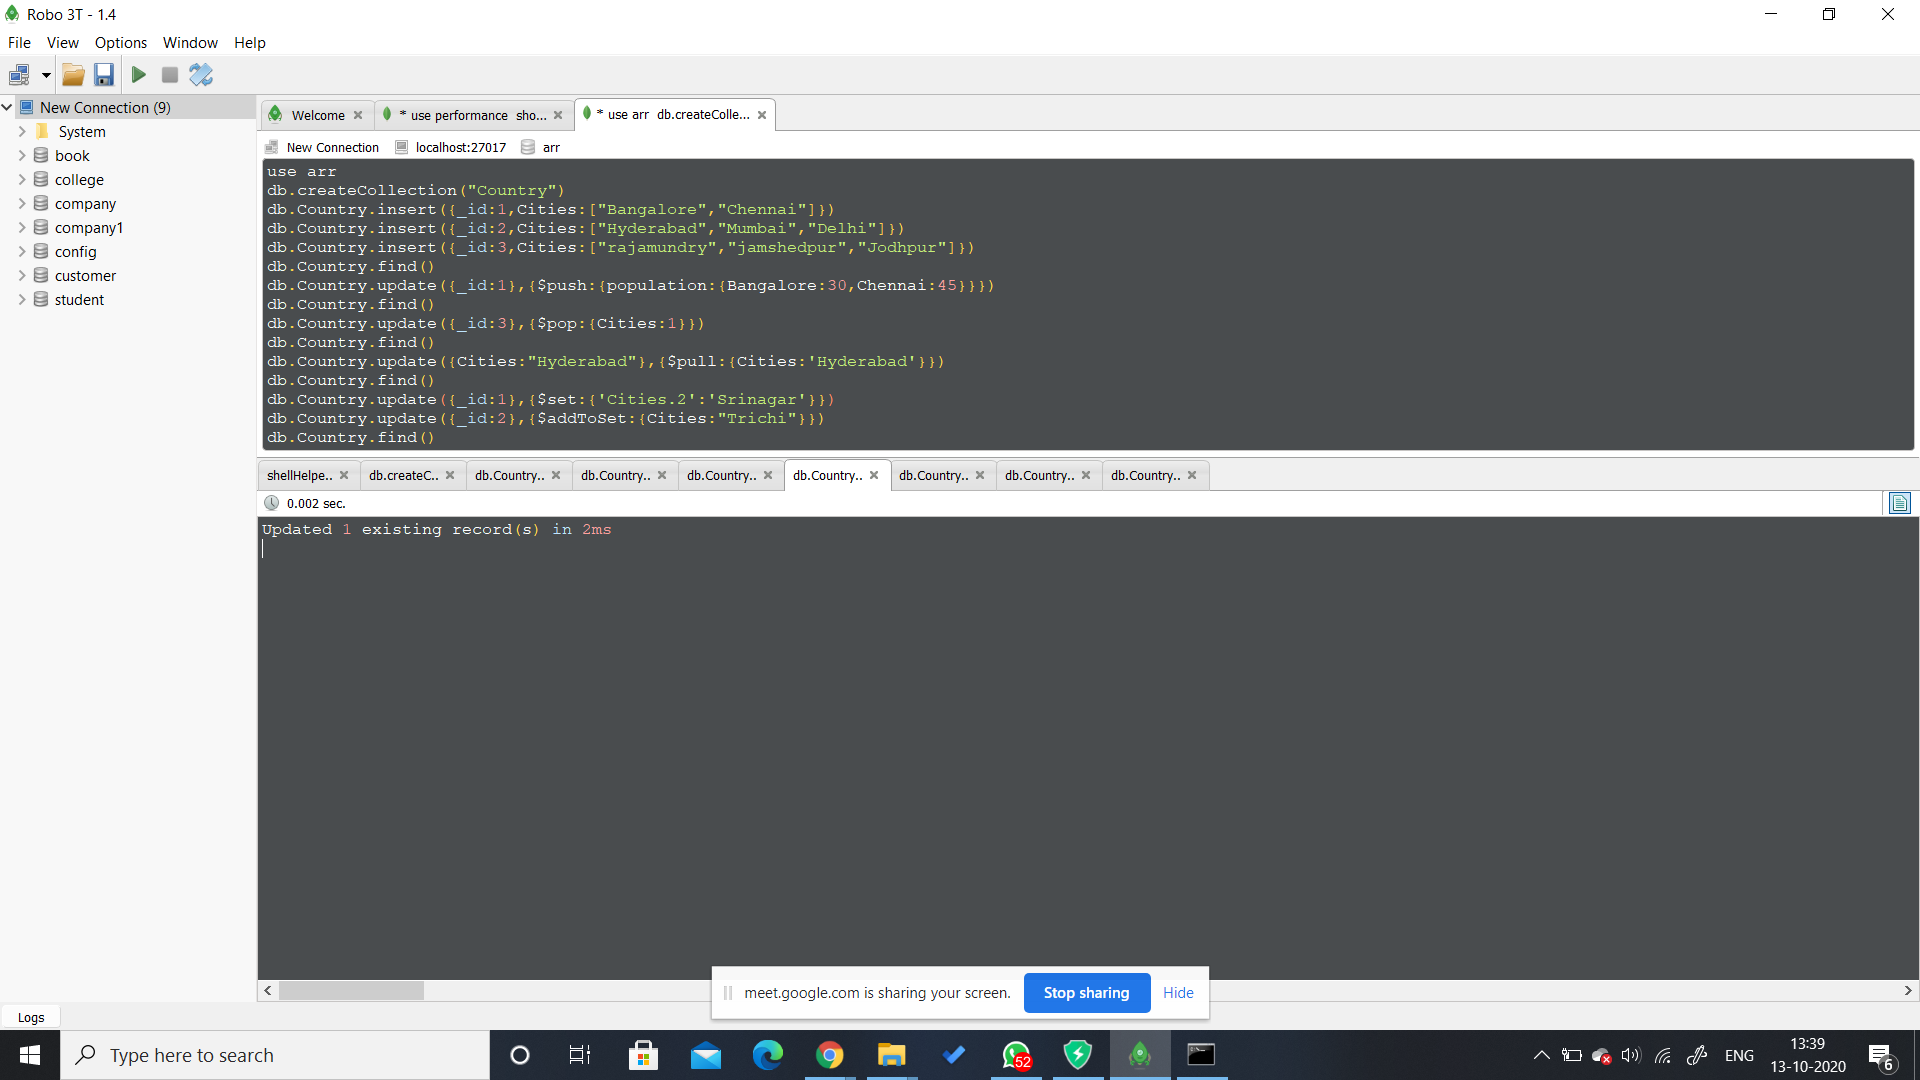 Robo 3T - 1.4
File View Options Window Help
New Connection (9)
System
book
college
company
company1
config
customer
student
Welcome * use performance sho... * use arr db.createColle...
New Connection localhost:27017 arr
use arr
db.createCollection("Country")
db.Country.insert({_id:1,Cities:["Bangalore","Chennai"]})
db.Country.insert({_id:2,Cities:["Hyderabad","Mumbai","Delhi"]})
db.Country.insert({_id:3,Cities:["rajamundry","jamshedpur","Jodhpur"]})
db.Country.find()
db.Country.update({_id:1},{$push:{population:{Bangalore:30,Chennai:45}}})
db.Country.find()
db.Country.update({_id:3},{$pop:{Cities:1}})
db.Country.find()
db.Country.update({Cities:"Hyderabad"},{$pull:{Cities:'Hyderabad'}})
db.Country.find()
db.Country.update({_id:1},{$set:{'Cities.2':'Srinagar'}})
db.Country.update({_id:2},{$addToSet:{Cities:"Trichi"}})
db.Country.find()
shellHelpe.. db.createC.. db.Country.. db.Country.. db.Country.. db.Country.. db.Country.. db.Country.. db.Country..
0.002 sec.
Updated 1 existing record(s) in 2ms
meet.google.com is sharing your screen. Stop sharing Hide
Logs
Type here to search
52
ENG
13:39
13-10-2020
6